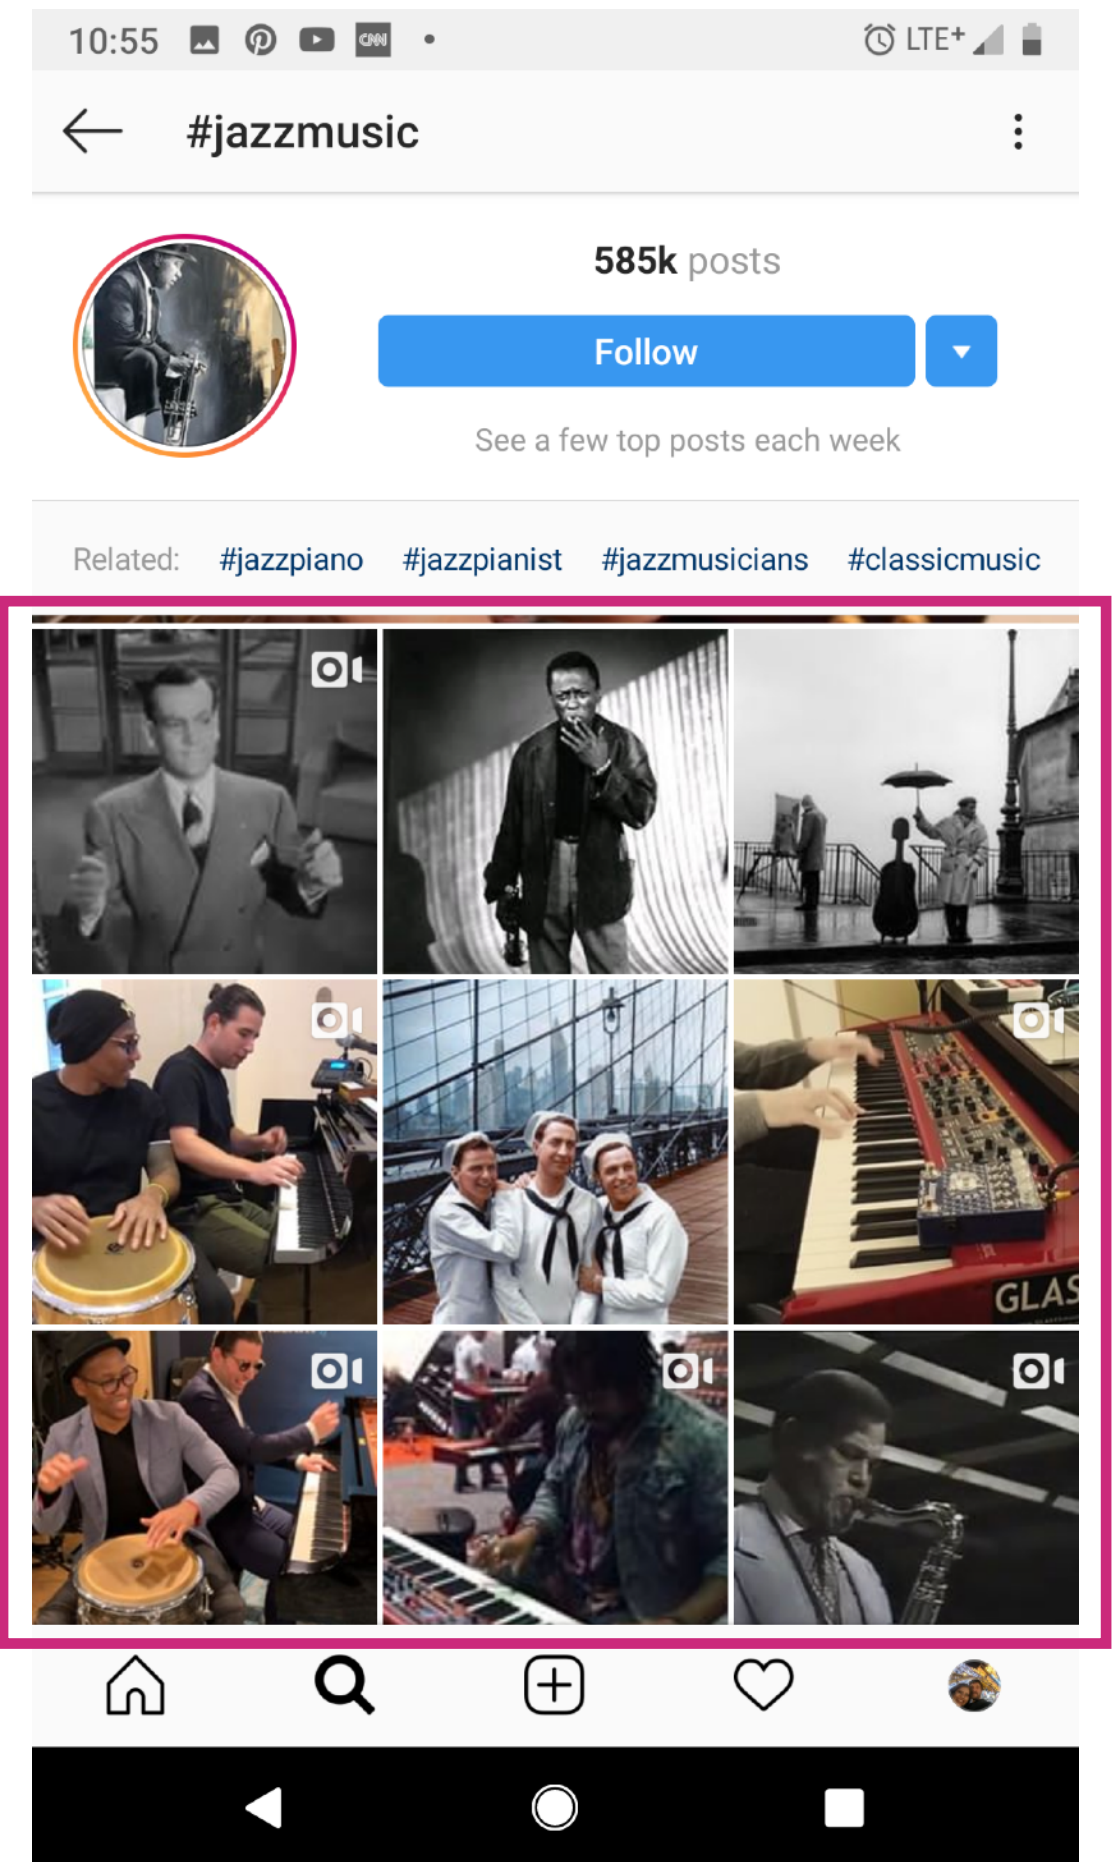 10:55 CNN LTE+
#jazzmusic
585k posts
Follow
See a few top posts each week
Related: #jazzpiano #jazzpianist #jazzmusicians #classicmusic
GLAS